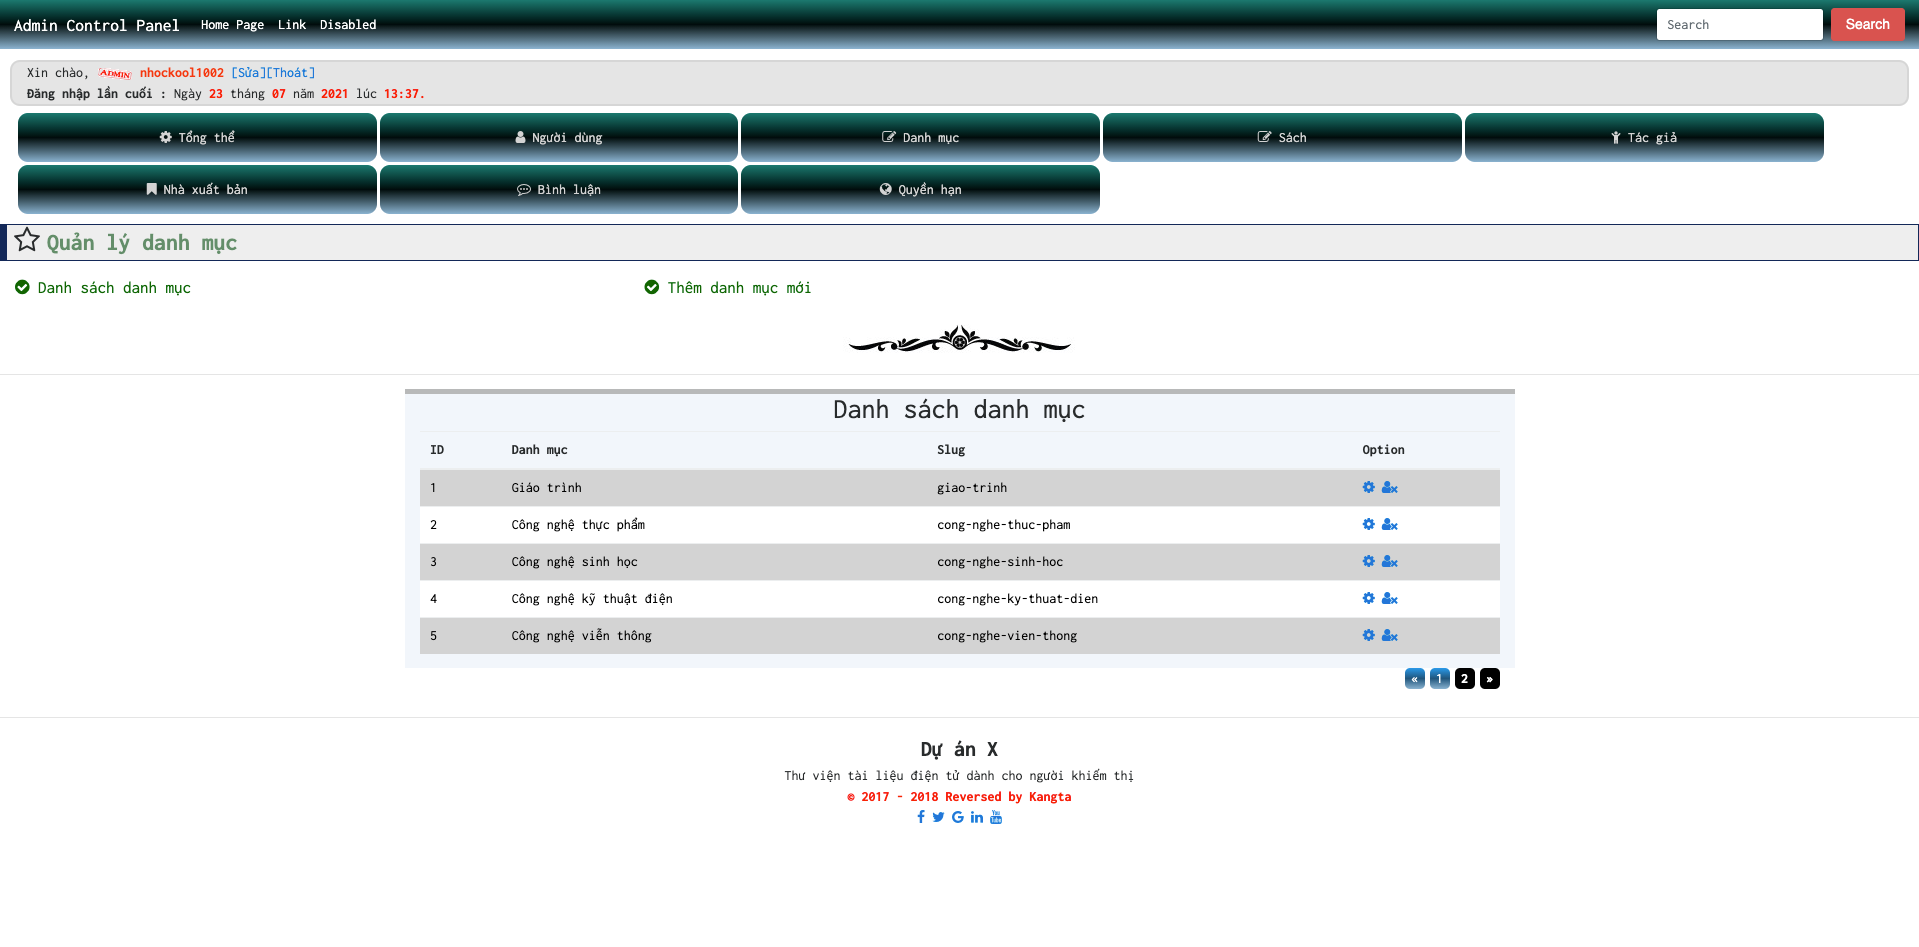 Admin Control Panel Home Page Link Disabled Search Search
Xin chào, ADMIN nhockool1002 [Sửa][Thoát]
Đăng nhập lần cuối : Ngày 23 tháng 07 năm 2021 lúc 13:37.
Tổng thể Người dùng Danh mục Sách Tác giả
Nhà xuất bản Bình luận Quyền hạn
Quản lý danh mục
Danh sách danh mục Thêm danh mục mới
Danh sách danh mục
ID Danh mục Slug Option
1 Giáo trình giao-trinh
2 Công nghệ thực phẩm cong-nghe-thuc-pham
3 Công nghệ sinh học cong-nghe-sinh-hoc
4 Công nghệ kỹ thuật điện cong-nghe-ky-thuat-dien
5 Công nghệ viễn thông cong-nghe-vien-thong
« 1 2 »
Dự án X
Thư viện tài liệu điện tử dành cho người khiếm thị
© 2017 - 2018 Reversed by Kangta